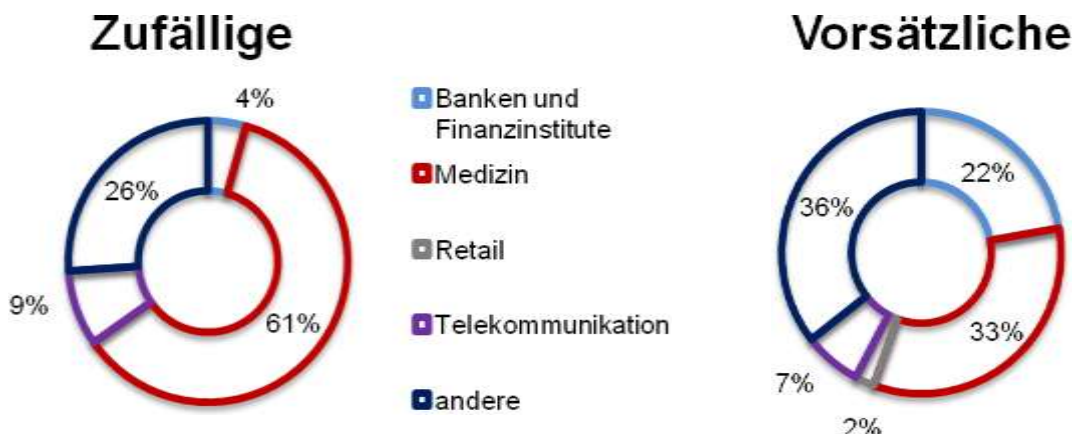 Zufällige
4%
26%
9%
61%
Banken und
Finanzinstitute
Medizin
Retail
Telekommunikation
andere
Vorsätzliche
22%
36%
33%
7%
2%